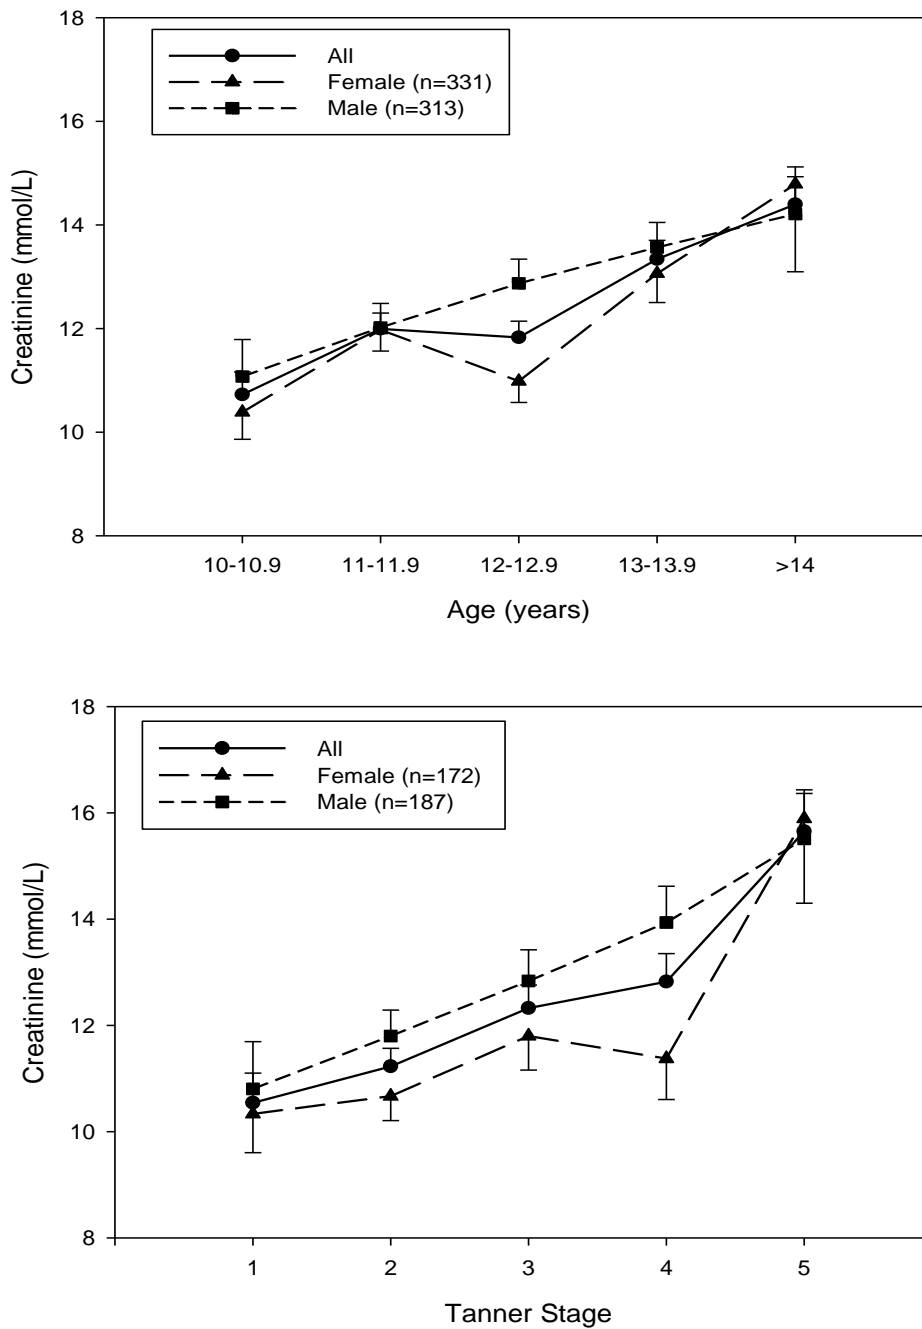 18
16
14
12
10
8
Creatinine (mmol/L)
All
Female (n=331)
Male (n=313)
10-10.9 11-11.9 12-12.9 13-13.9 >14
Age (years)
18
16
14
12
10
8
Creatinine (mmol/L)
All
Female (n=172)
Male (n=187)
1 2 3 4 5
Tanner Stage